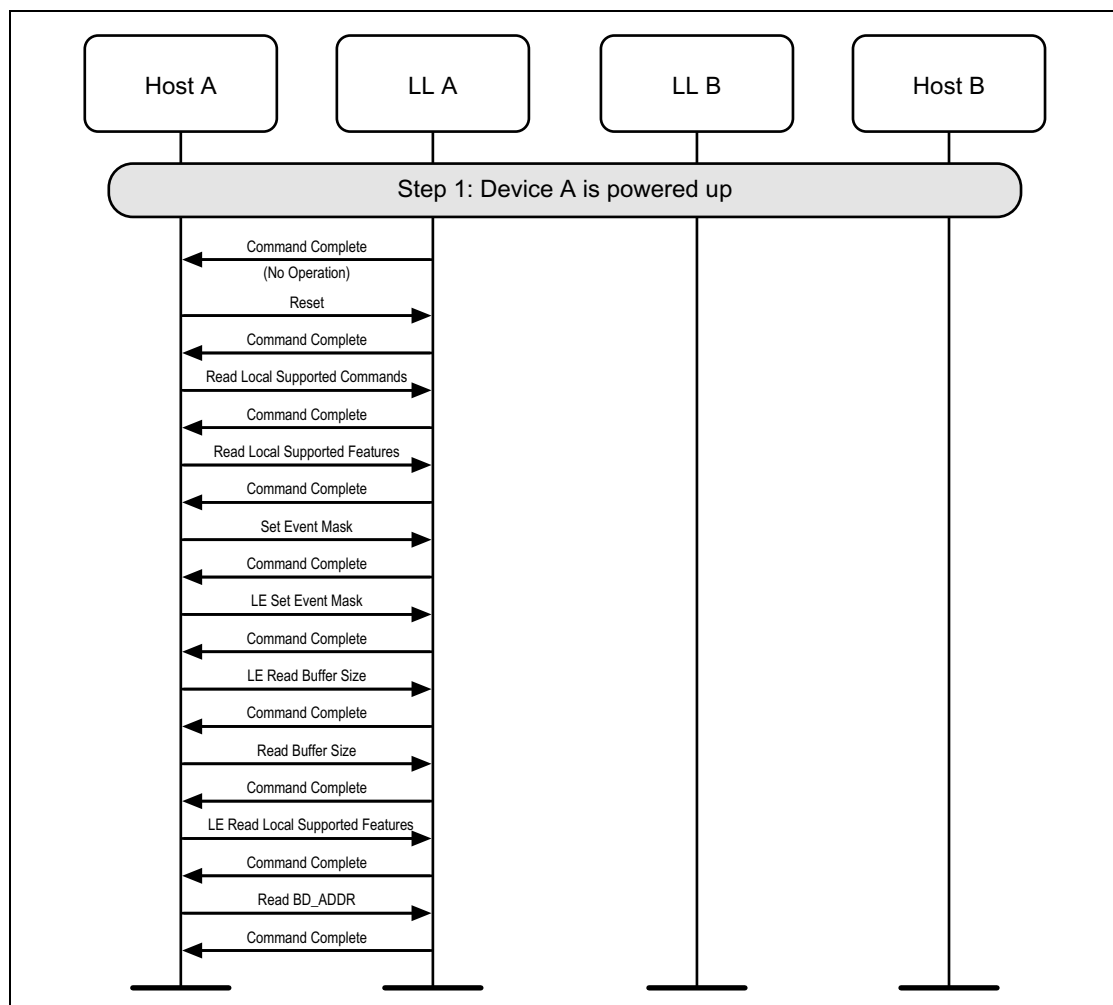 Host A
LL A
LL B
Host B
Step 1: Device A is powered up
Command Complete
(No Operation)
Reset
Command Complete
Read Local Supported Commands
Command Complete
Read Local Supported Features
Command Complete
Set Event Mask
Command Complete
LE Set Event Mask
Command Complete
LE Read Buffer Size
Command Complete
Read Buffer Size
Command Complete
LE Read Local Supported Features
Command Complete
Read BD_ADDR
Command Complete